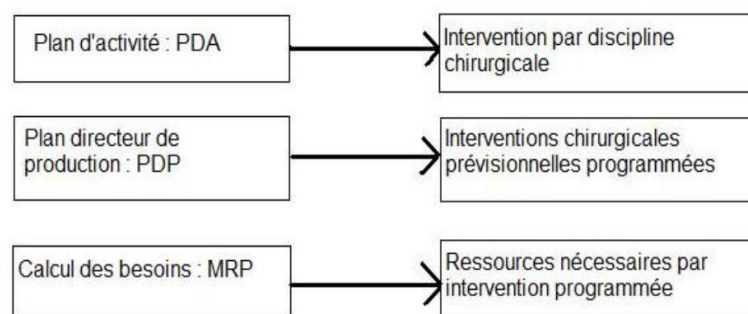 Plan d'activité : PDA
Intervention par discipline
chirurgicale
Plan directeur de
production : PDP
Interventions chirurgicales
prévisionnelles programmées
Calcul des besoins : MRP
Ressources nécessaires par
intervention programmée